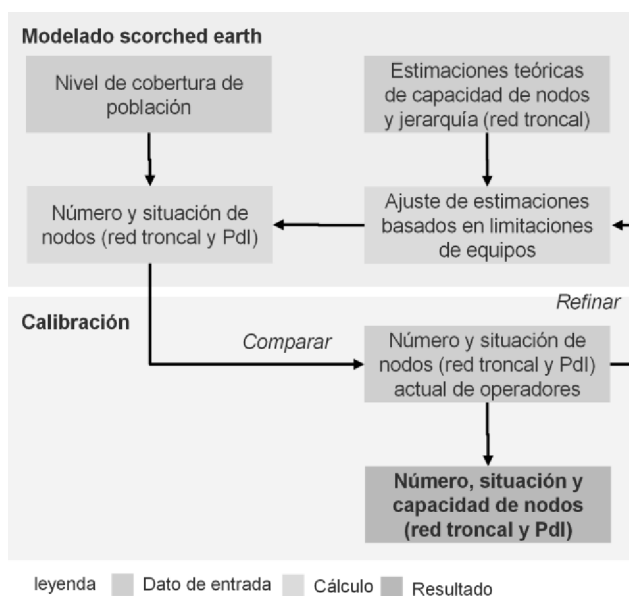 Modelado scorched earth
Nivel de cobertura de
población
Estimaciones teóricas
de capacidad de nodos
y jerarquía (red troncal)
Número y situación de
nodos (red troncal y PdI)
Ajuste de estimaciones
basados en limitaciones
de equipos
Refinar
Calibración
Comparar
Número y situación de
nodos (red troncal y PdI)
actual de operadores
Número, situación y
capacidad de nodos
(red troncal y PdI)
leyenda Dato de entrada Cálculo Resultado